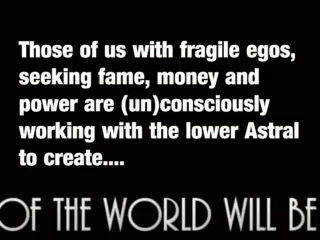 Those of us with fragile egos,
seeking fame, money and
power are (un)consciously
working with the lower Astral
to create....
OF THE WORLD WILL BE